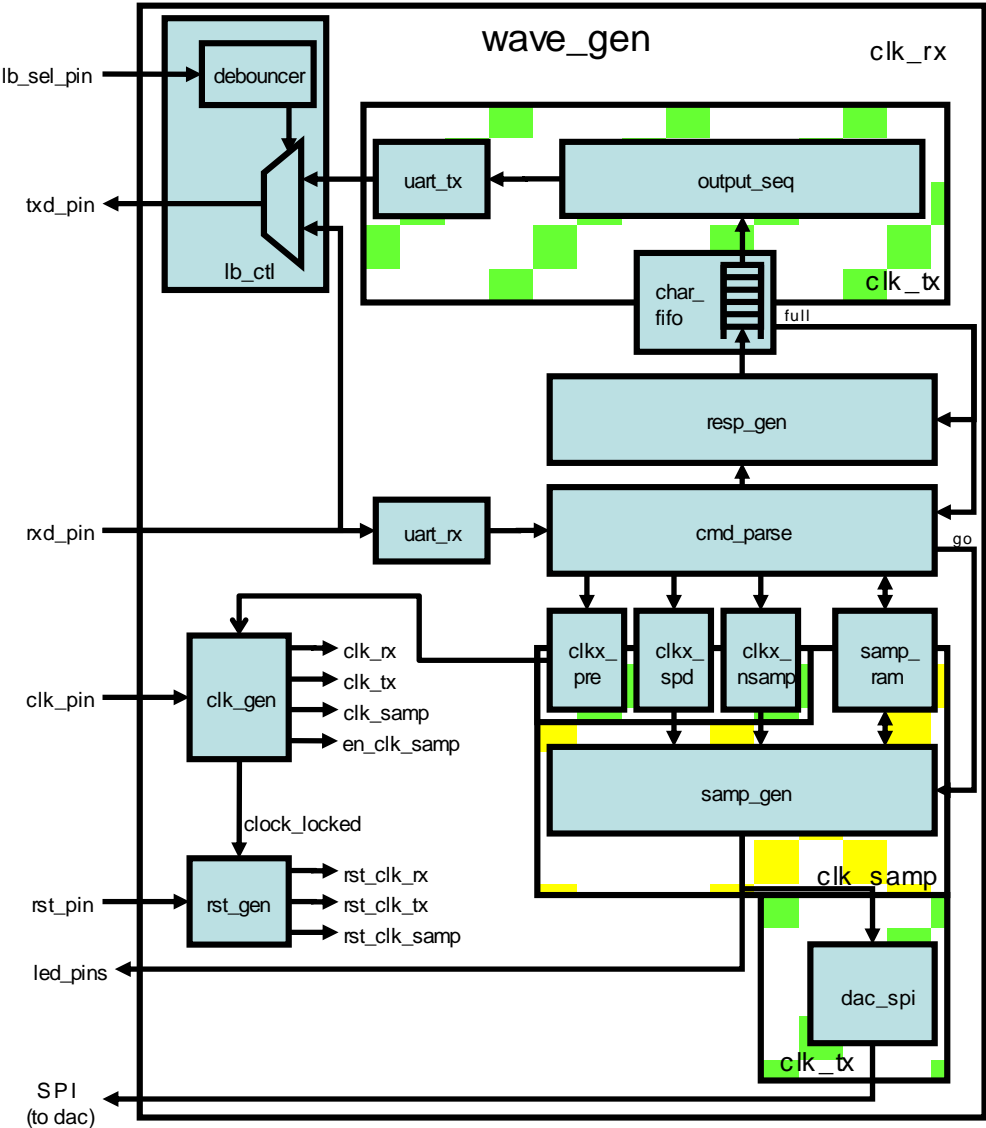 wave_gen
clk_rx
lb_sel_pin
debouncer
uart_tx
output_seq
txd_pin
lb_ctl
clk_tx
char_
fifo
full
resp_gen
rxd_pin
uart_rx
cmd_parse
go
clkx_
pre
clkx_
spd
clkx_
nsamp
samp_
ram
clk_rx
clk_tx
clk_samp
en_clk_samp
clk_pin
clk_gen
samp_gen
clock_locked
clk_samp
rst_pin
rst_gen
rst_clk_rx
rst_clk_tx
rst_clk_samp
led_pins
dac_spi
clk_tx
SPI
(to dac)